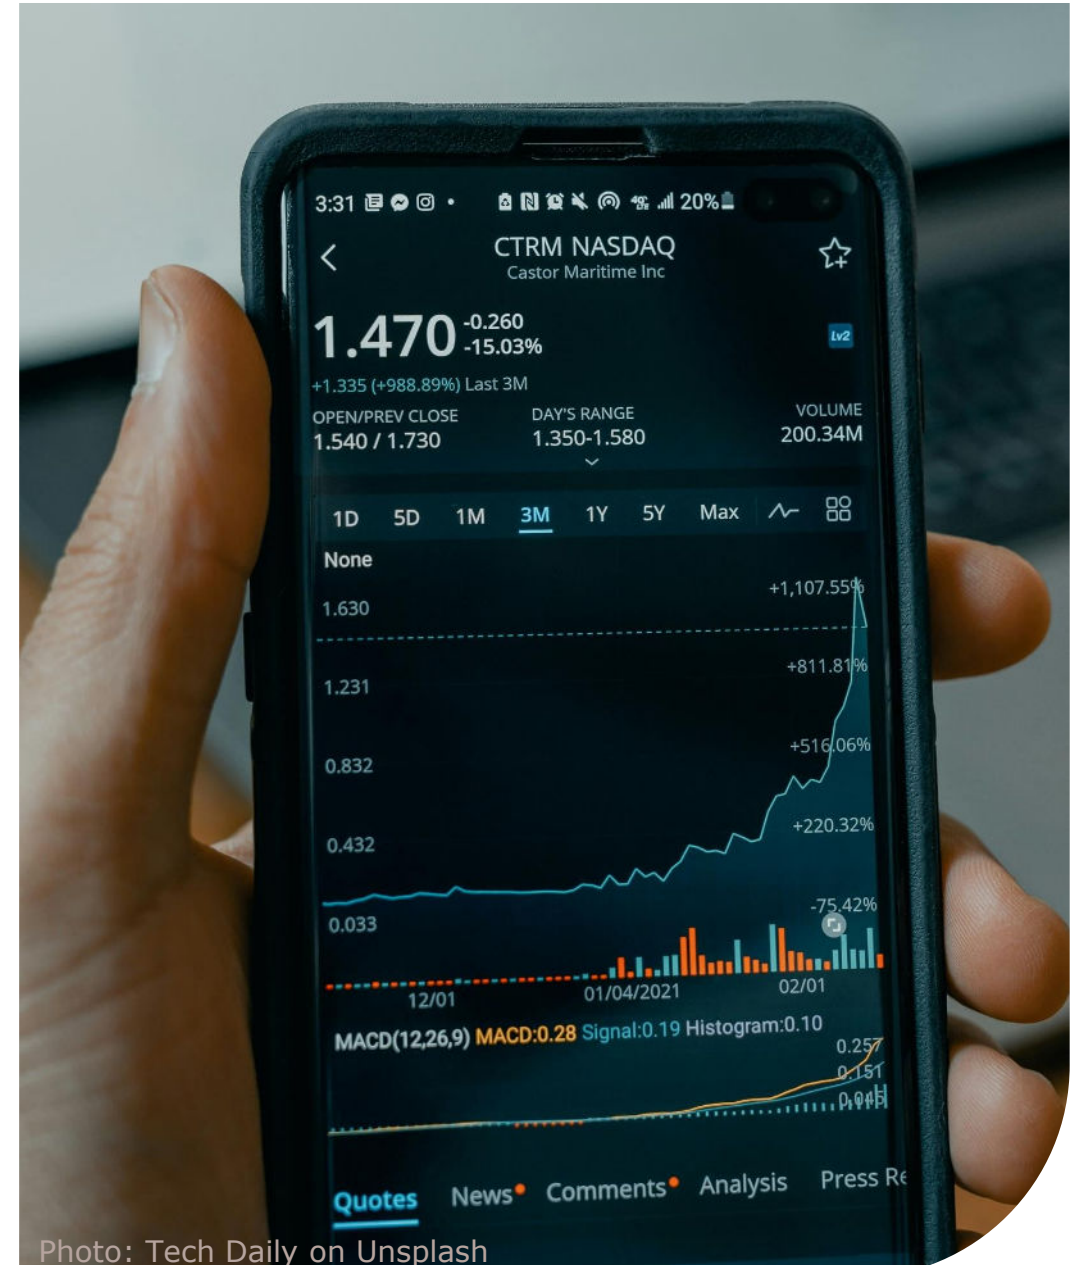 3:31 20%
CTRM NASDAQ
Castor Maritime Inc
1.470 -0.260
-15.03%
Lv2
+1.335 (+988.89%) Last 3M
OPEN/PREV CLOSE DAY'S RANGE VOLUME
1.540 / 1.730 1.350-1.580 200.34M
1D 5D 1M 3M 1Y 5Y Max
None
1.630 +1,107.55%
1.231 +811.81%
0.832 +516.06%
0.432 +220.32%
0.033 -75.42%
12/01 01/04/2021 02/01
MACD(12,26,9) MACD:0.28 Signal:0.19 Histogram:0.10
0.257
0.151
0.045
Quotes News Comments Analysis Press Re
Photo: Tech Daily on Unsplash